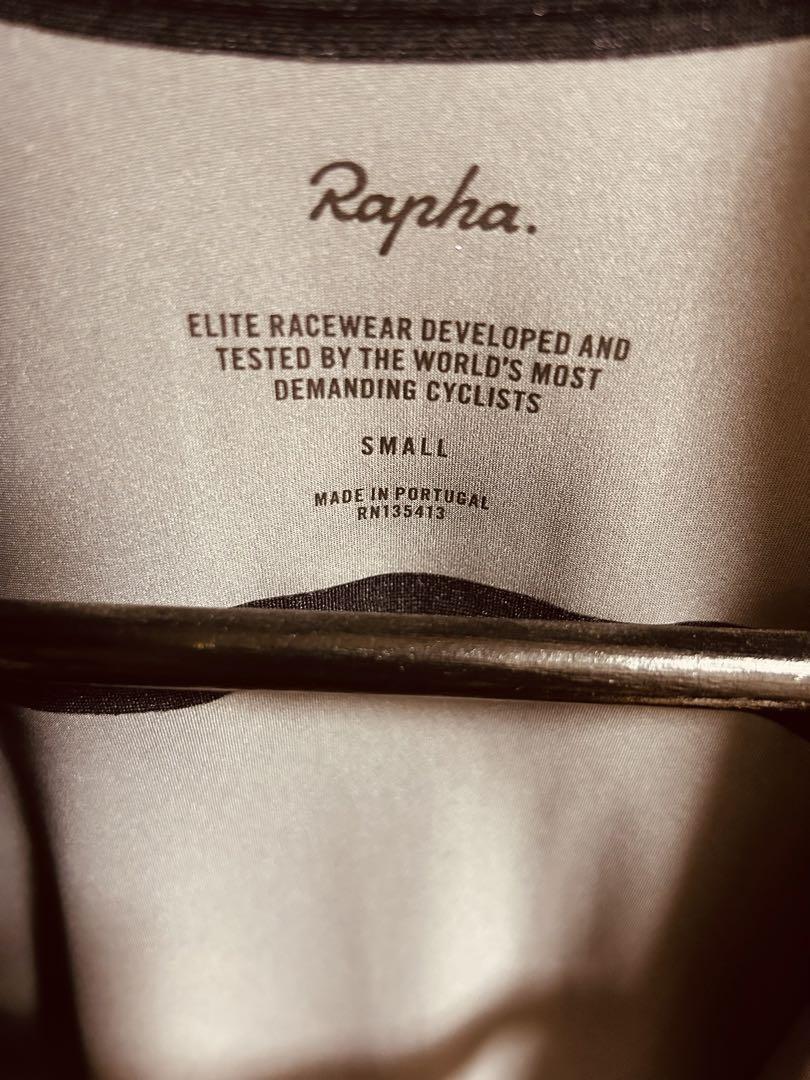 Rapha.
ELITE RACEWEAR DEVELOPED AND
TESTED BY THE WORLD'S MOST
DEMANDING CYCLISTS
SMALL
MADE IN PORTUGAL
RN135413